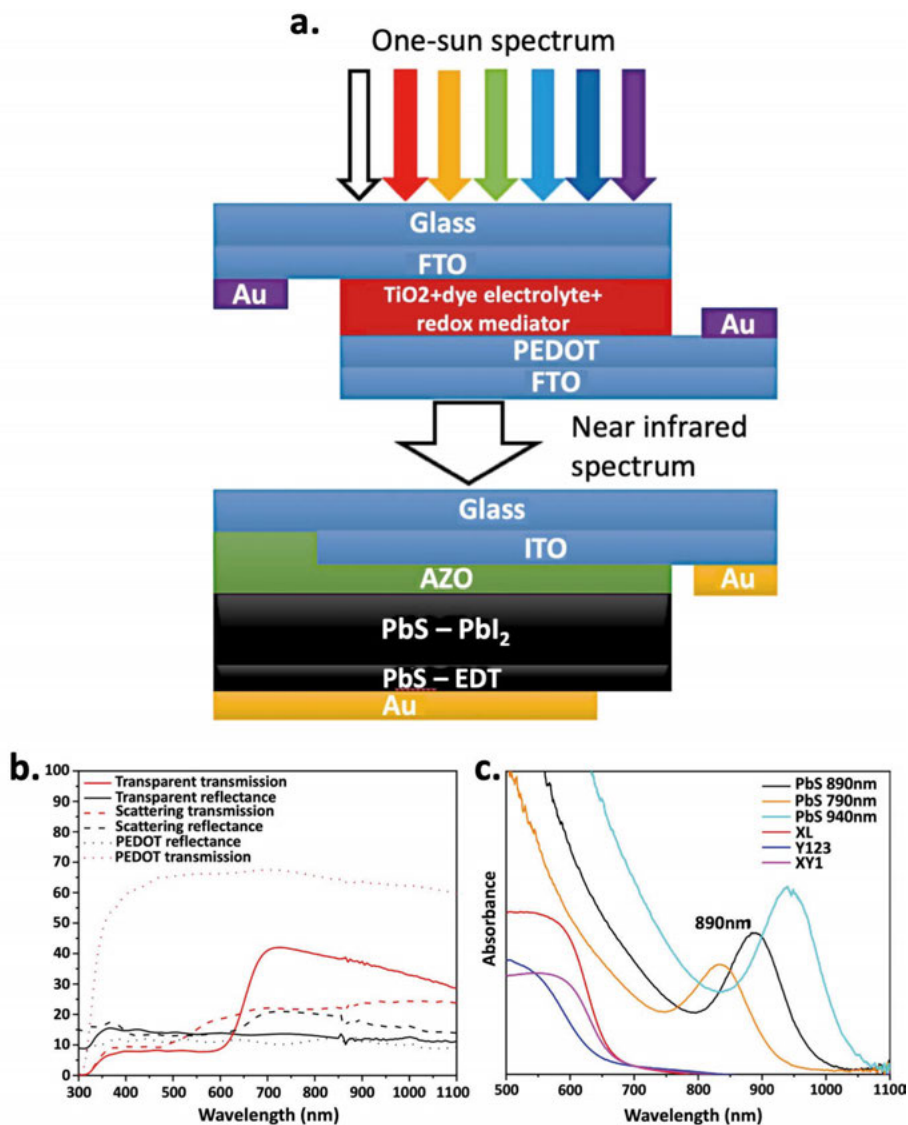 a.
One-sun spectrum
Glass
FTO
Au
TiO2+dye electrolyte+
redox mediator
Au
PEDOT
FTO
Near infrared
spectrum
Glass
ITO
AZO
Au
PbS – PbI₂
PbS – EDT
Au
b.
100
90
80
70
60
50
40
30
20
10
0
Transparent transmission
Transparent reflectance
Scattering transmission
Scattering reflectance
PEDOT reflectance
PEDOT transmission
300 400 500 600 700 800 900 1000 1100
Wavelength (nm)
c.
Absorbance
PbS 890nm
PbS 790nm
PbS 940nm
XL
Y123
XY1
890nm
500 600 700 800 900 1000 1100
Wavelength (nm)